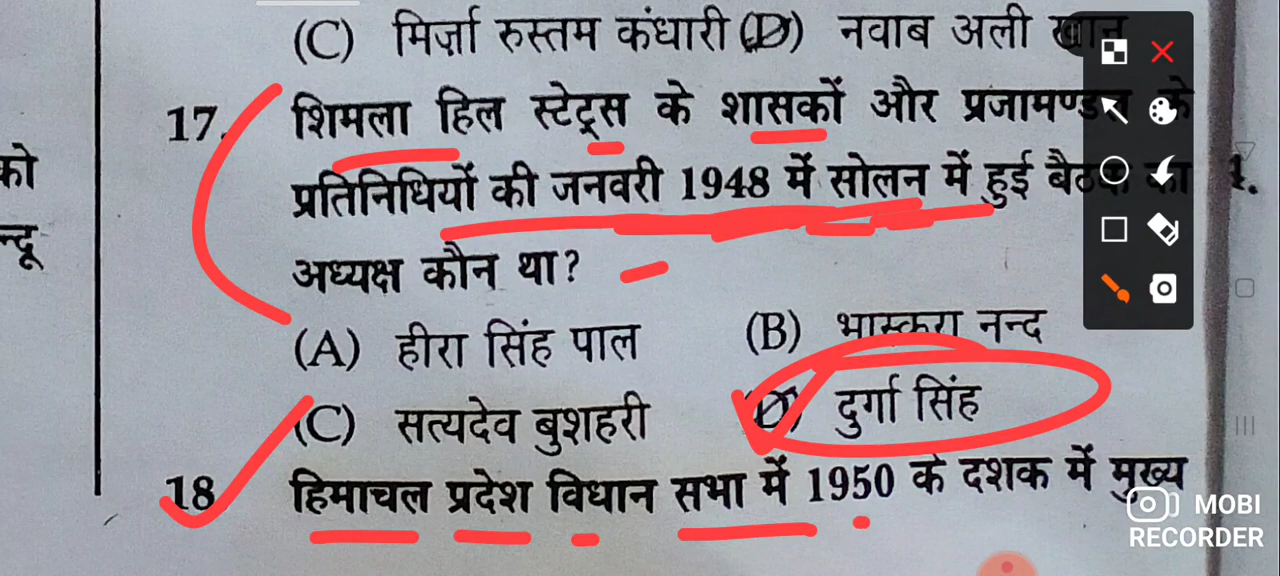 (C) मिर्ज़ा रुस्तम कंधारी (D) नवाब अली खान
17. शिमला हिल स्टेट्स के शासकों और प्रजामण्डल के
प्रतिनिधियों की जनवरी 1948 में सोलन में हुई बैठक का
अध्यक्ष कौन था?
(A) हीरा सिंह पाल (B) भास्करा नन्द
(C) सत्यदेव बुशहरी (D) दुर्गा सिंह
18 हिमाचल प्रदेश विधान सभा में 1950 के दशक में मुख्य
को
न्दू
1.
MOBI
RECORDER